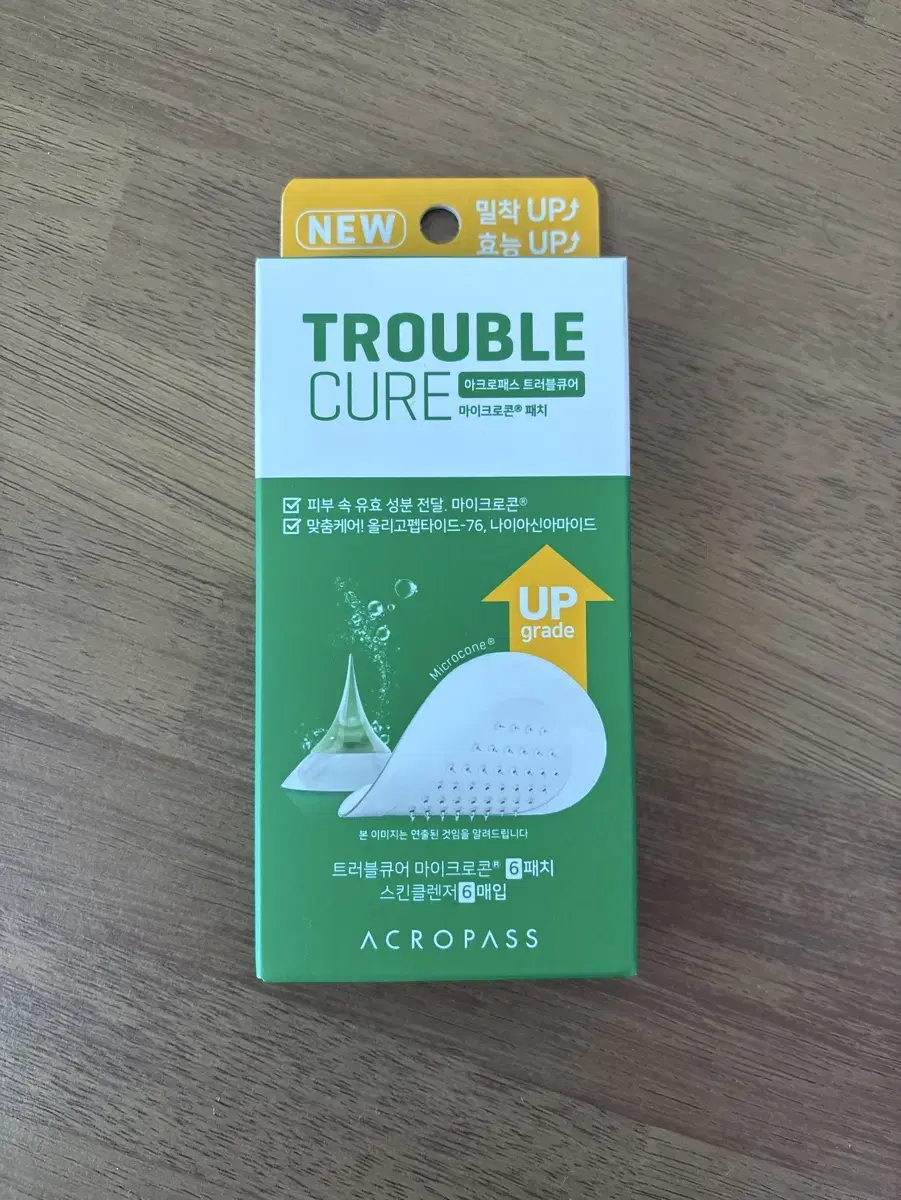 NEW
밀착 UP
효능 UP
TROUBLE
CURE 아크로패스 트러블큐어
마이크로콘® 패치
피부 속 유효 성분 전달. 마이크로콘®
맞춤케어! 올리고펩타이드-76, 나이아신아마이드
UP
grade
Microcone®
본 이미지는 연출된 것임을 알려드립니다
트러블큐어 마이크로콘® 6패치
스킨클렌저 6매입
ACROPASS